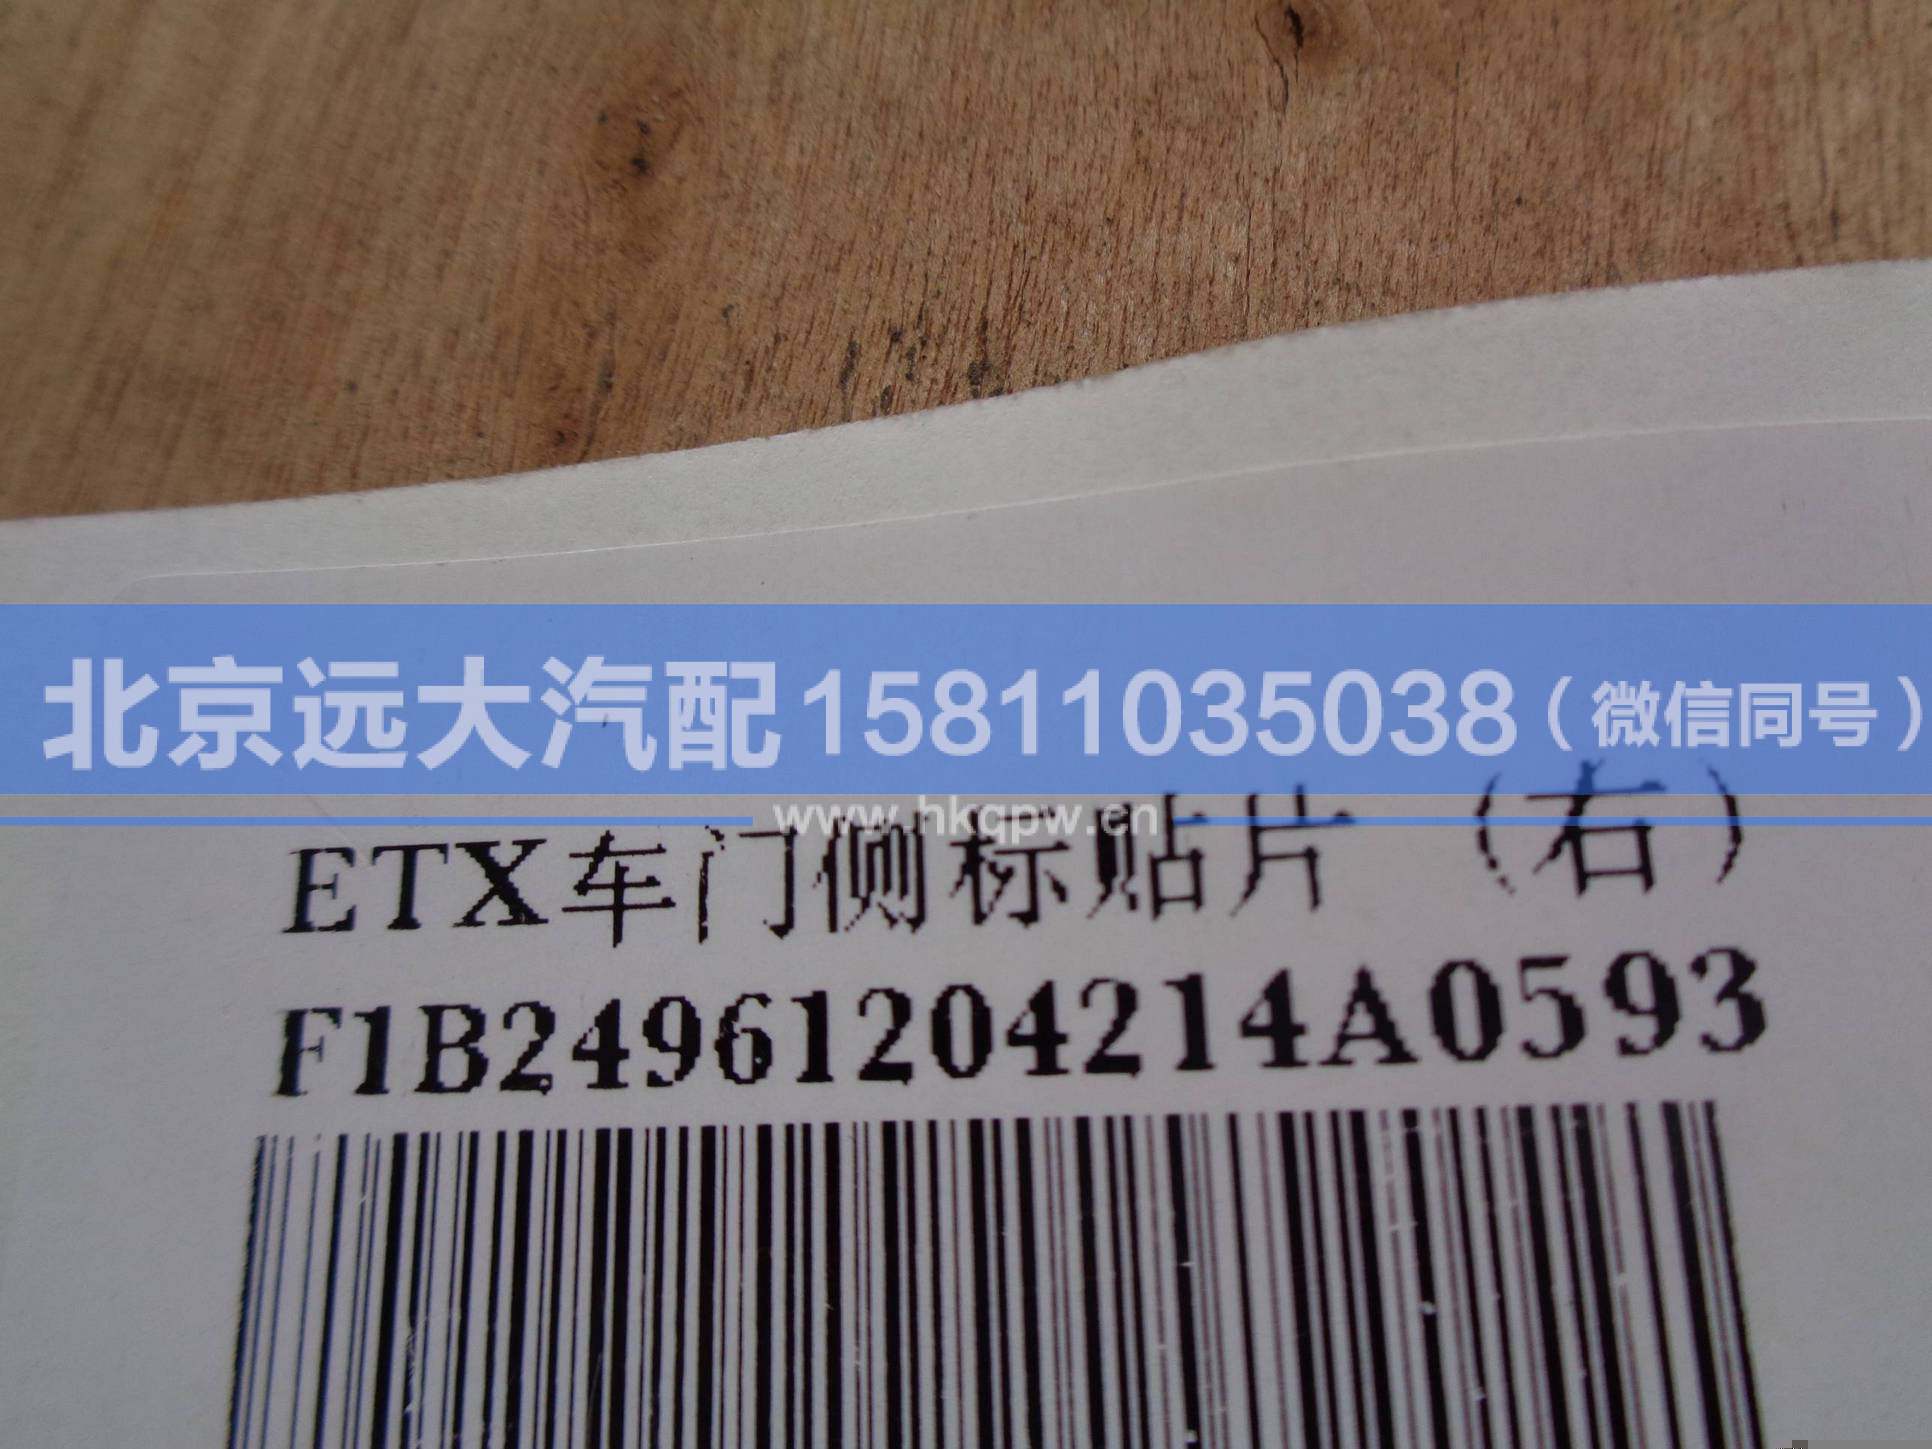 北京远大汽配15811035038（微信同号）
www.hkqpw.cn
ETX车门侧标贴片（右）
F1B24961204214A0593